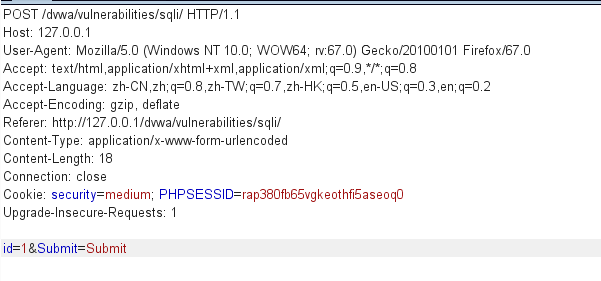 POST /dvwa/vulnerabilities/sqli/ HTTP/1.1
Host: 127.0.0.1
User-Agent: Mozilla/5.0 (Windows NT 10.0; WOW64; rv:67.0) Gecko/20100101 Firefox/67.0
Accept: text/html,application/xhtml+xml,application/xml;q=0.9,*/*;q=0.8
Accept-Language: zh-CN,zh;q=0.8,zh-TW;q=0.7,zh-HK;q=0.5,en-US;q=0.3,en;q=0.2
Accept-Encoding: gzip, deflate
Referer: http://127.0.0.1/dvwa/vulnerabilities/sqli/
Content-Type: application/x-www-form-urlencoded
Content-Length: 18
Connection: close
Cookie: security=medium; PHPSESSID=rap380fb65vgkeothfi5aseoq0
Upgrade-Insecure-Requests: 1
id=1&Submit=Submit